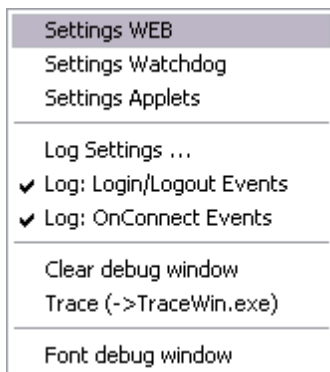 Settings WEB
Settings Watchdog
Settings Applets
Log Settings ...
Log: Login/Logout Events
Log: OnConnect Events
Clear debug window
Trace (->TraceWin.exe)
Font debug window